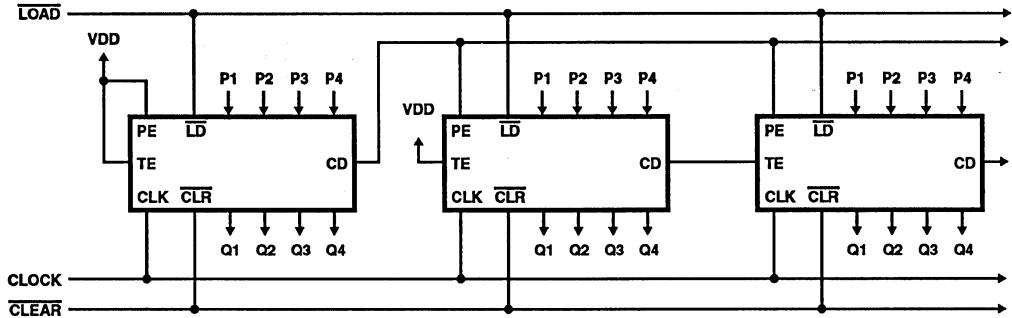 LOAD
VDD
P1 P2 P3 P4
PE LD
TE CD
CLK CLR
Q1 Q2 Q3 Q4
VDD
P1 P2 P3 P4
PE LD
TE CD
CLK CLR
Q1 Q2 Q3 Q4
P1 P2 P3 P4
PE LD
TE CD
CLK CLR
Q1 Q2 Q3 Q4
CLOCK
CLEAR